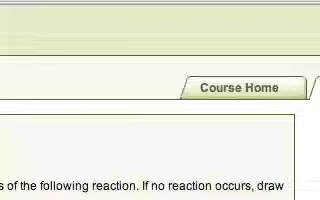 Course Home
s of the following reaction. If no reaction occurs, draw